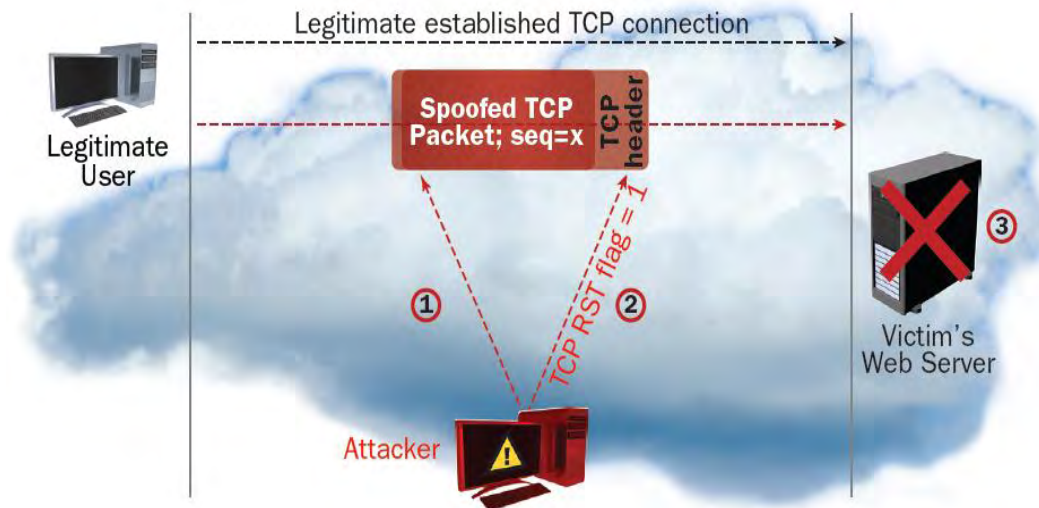 Legitimate established TCP connection
Spoofed TCP
Packet; seq=x
TCP
header
Legitimate
User
TCP RST flag = 1
1
2
3
Victim's
Web Server
Attacker
!